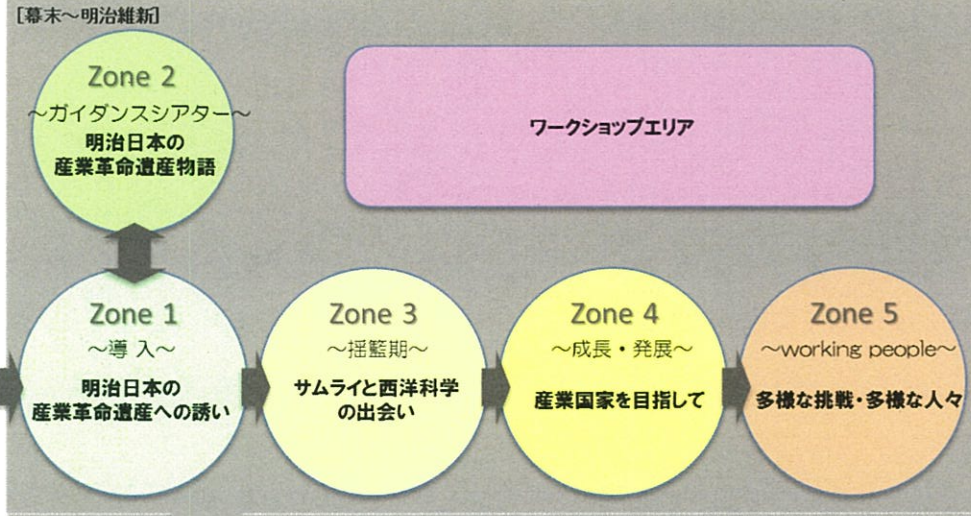 [幕末～明治維新]
Zone 2
～ガイダンスシアター～
明治日本の
産業革命遺産物語
ワークショップエリア
Zone 1
～導 入～
明治日本の
産業革命遺産への誘い
Zone 3
～揺籃期～
サムライと西洋科学
の出会い
Zone 4
～成長・発展～
産業国家を目指して
Zone 5
～working people～
多様な挑戦・多様な人々